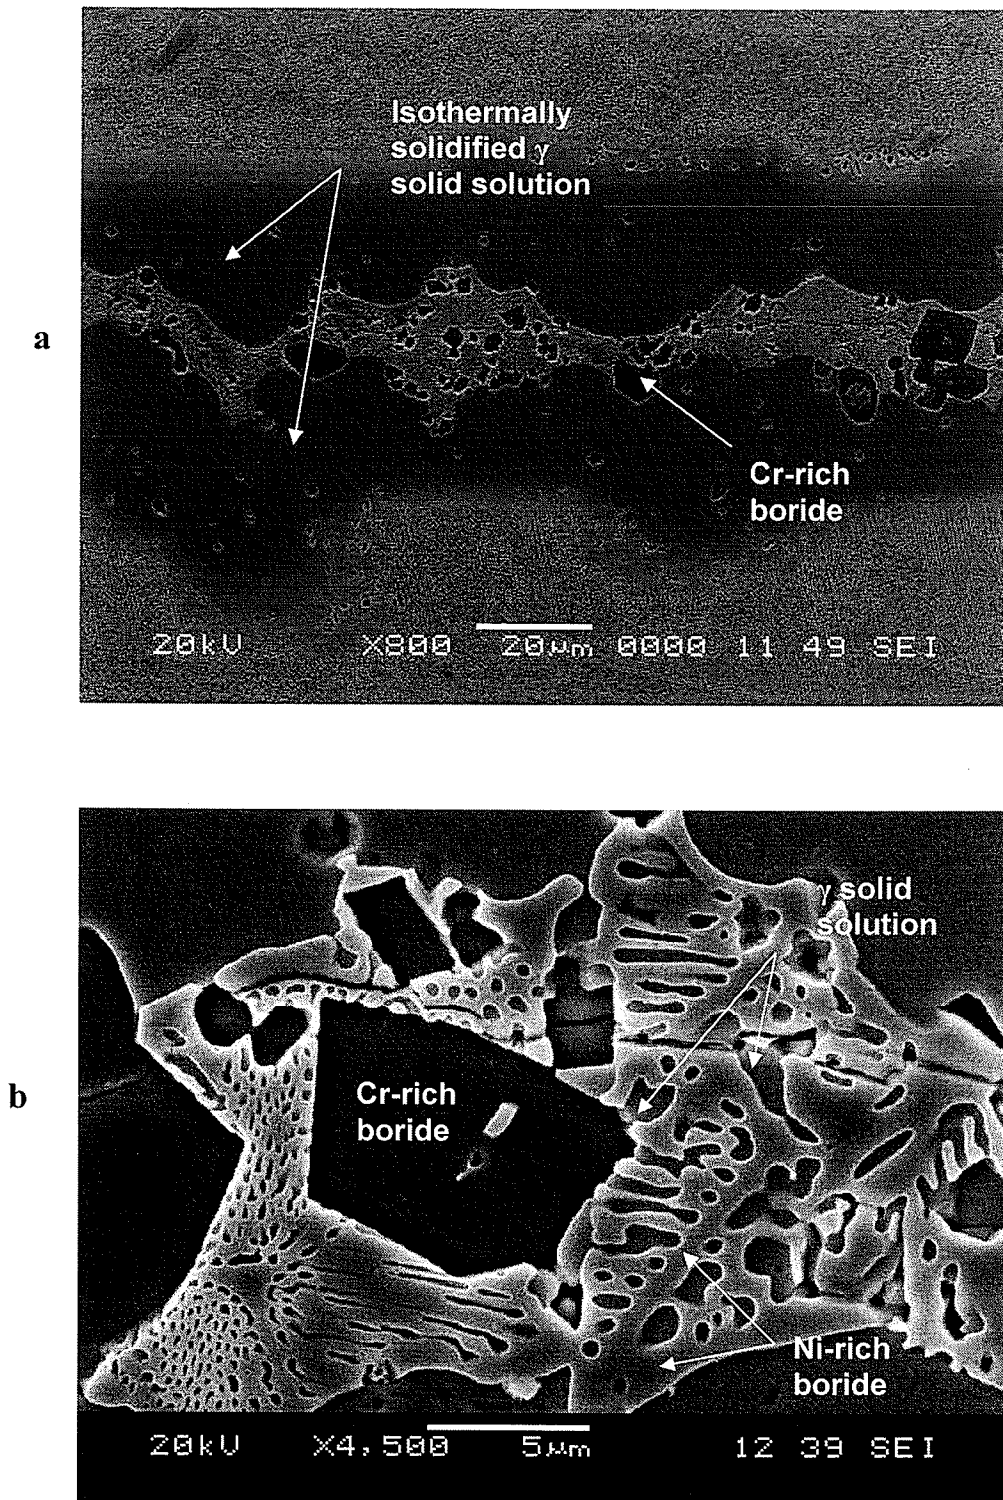 a
Isothermally
solidified γ
solid solution
Cr-rich
boride
20kV X800 20μm 0000 11 49 SEI
b
γ solid
solution
Cr-rich
boride
Ni-rich
boride
20kV X4,500 5μm 12 39 SEI